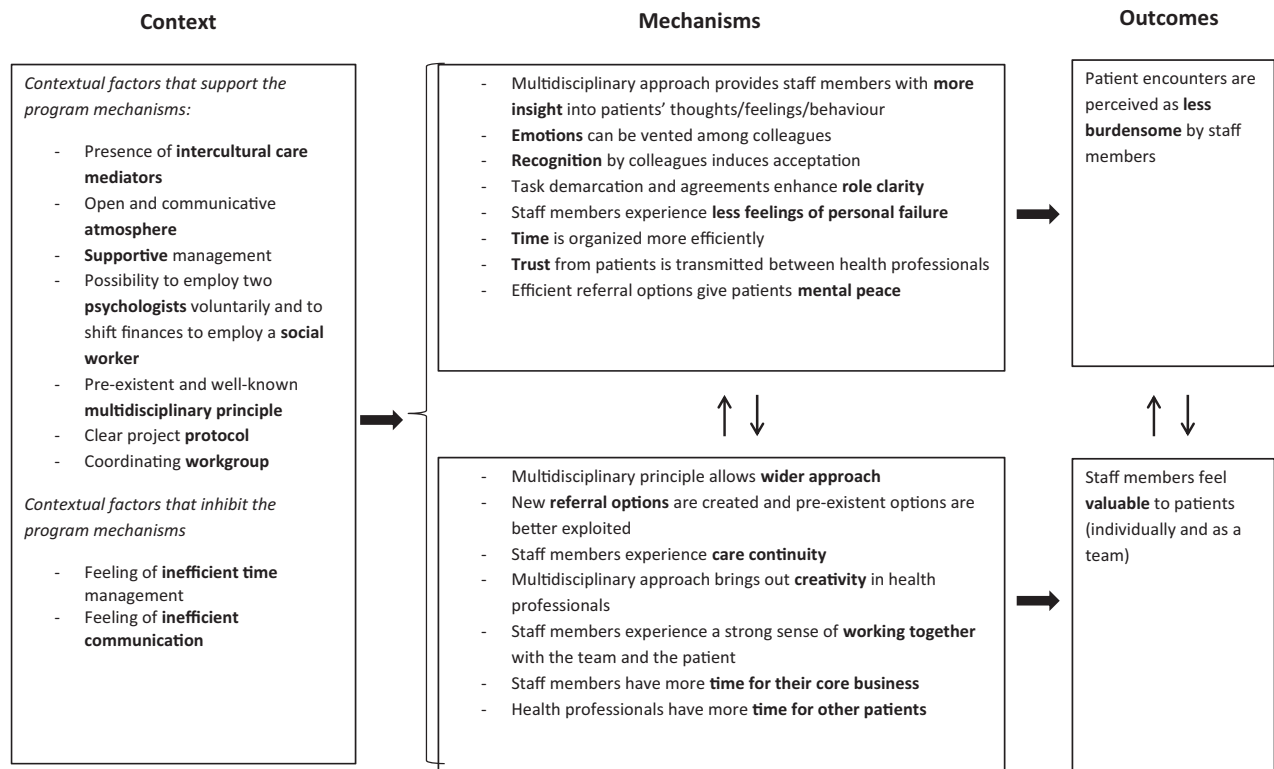 Context
Contextual factors that support the
program mechanisms:
- Presence of intercultural care
mediators
- Open and communicative
atmosphere
- Supportive management
- Possibility to employ two
psychologists voluntarily and to
shift finances to employ a social
worker
- Pre-existent and well-known
multidisciplinary principle
- Clear project protocol
- Coordinating workgroup
Contextual factors that inhibit the
program mechanisms
- Feeling of inefficient time
management
- Feeling of inefficient
communication
Mechanisms
- Multidisciplinary approach provides staff members with more
insight into patients’ thoughts/feelings/behaviour
- Emotions can be vented among colleagues
- Recognition by colleagues induces acceptation
- Task demarcation and agreements enhance role clarity
- Staff members experience less feelings of personal failure
- Time is organized more efficiently
- Trust from patients is transmitted between health professionals
- Efficient referral options give patients mental peace
- Multidisciplinary principle allows wider approach
- New referral options are created and pre-existent options are
better exploited
- Staff members experience care continuity
- Multidisciplinary approach brings out creativity in health
professionals
- Staff members experience a strong sense of working together
with the team and the patient
- Staff members have more time for their core business
- Health professionals have more time for other patients
Outcomes
Patient encounters are
perceived as less
burdensome by staff
members
Staff members feel
valuable to patients
(individually and as a
team)